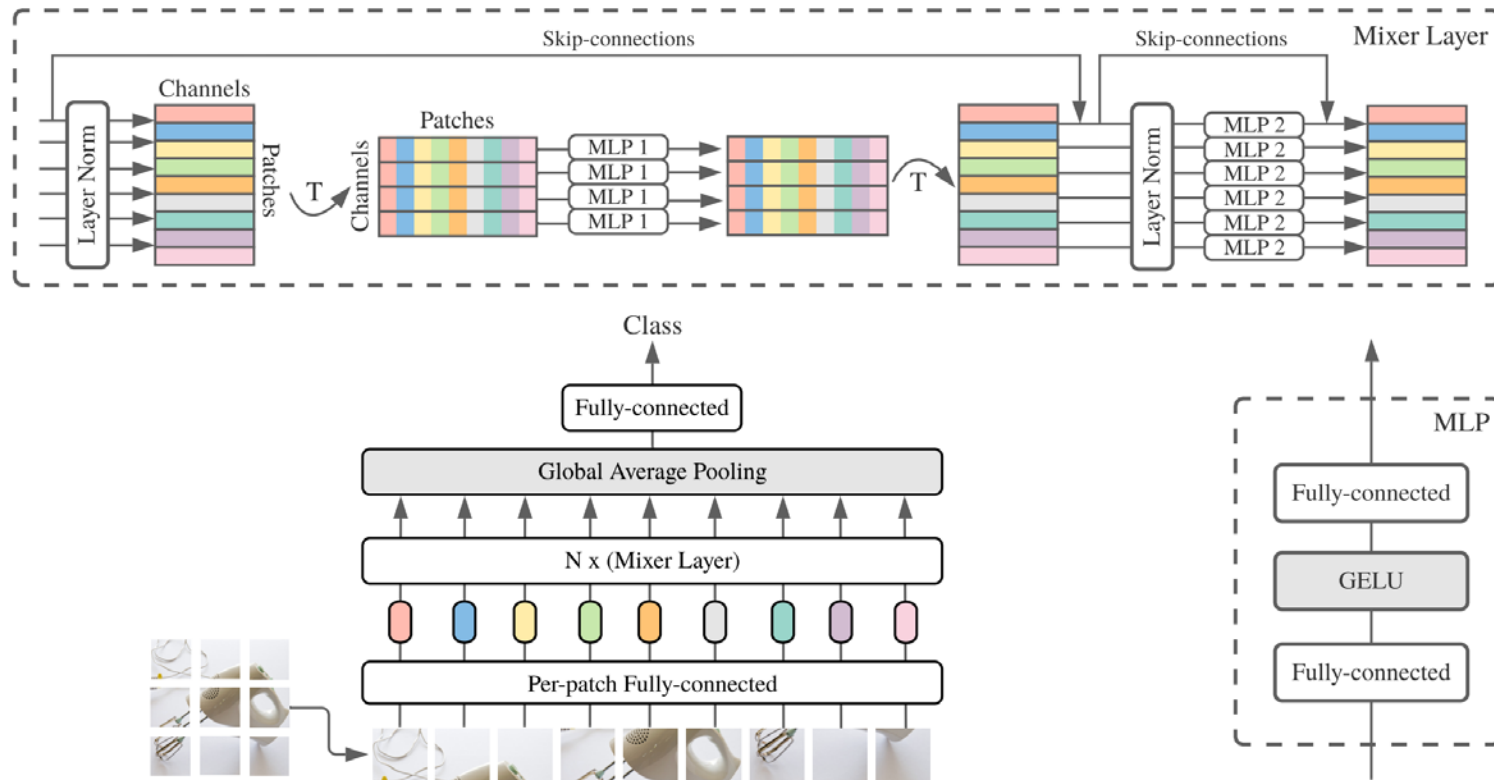 Skip-connections
Skip-connections
Mixer Layer
Channels
Layer Norm
Patches
T
Patches
Channels
MLP 1
MLP 1
MLP 1
MLP 1
T
Layer Norm
MLP 2
MLP 2
MLP 2
MLP 2
MLP 2
MLP 2
Class
Fully-connected
Global Average Pooling
N x (Mixer Layer)
Per-patch Fully-connected
MLP
Fully-connected
GELU
Fully-connected